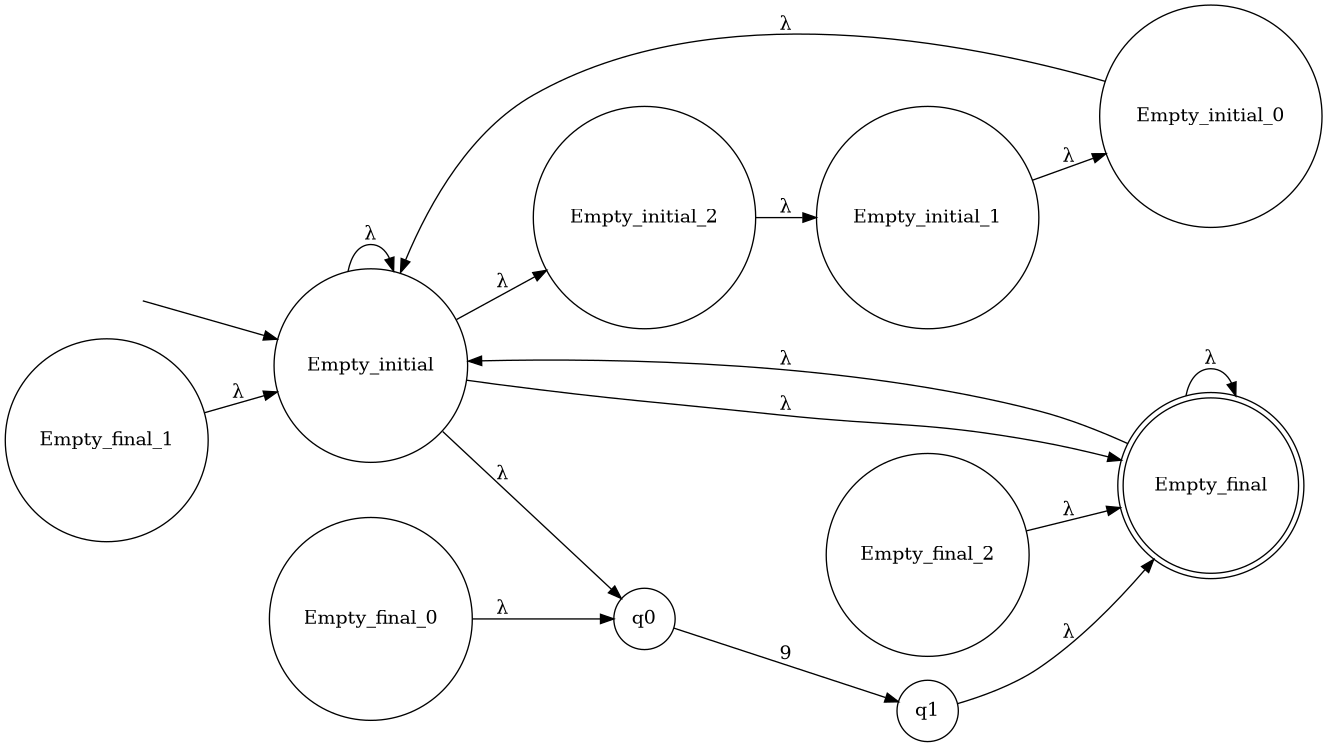 λ
Empty_initial_0
Empty_initial_2
λ
Empty_initial_1
λ
λ
λ
Empty_initial
λ
λ
λ
Empty_final_1
λ
λ
Empty_final
λ
Empty_final_2
λ
Empty_final_0
λ
q0
9
λ
q1